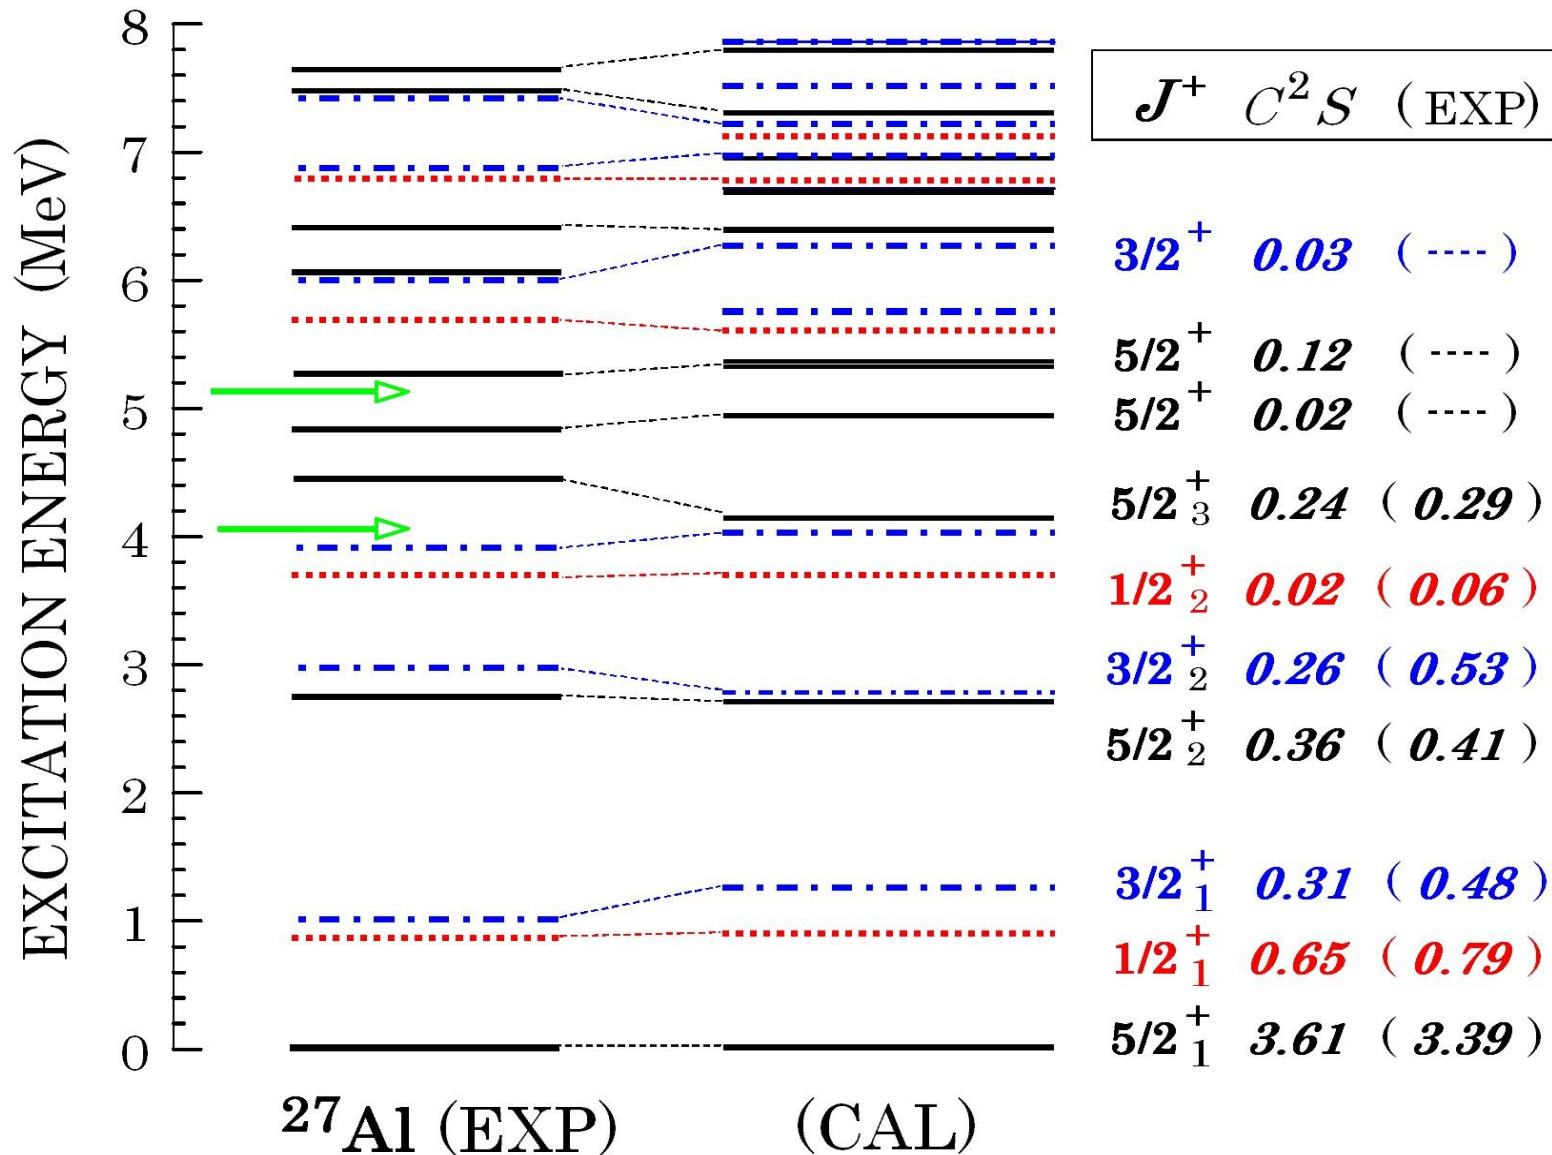 EXCITATION ENERGY (MeV)
8
7
6
5
4
3
2
1
0
J⁺ C²S (EXP)
3/2⁺ 0.03 (----)
5/2⁺ 0.12 (----)
5/2⁺ 0.02 (----)
5/2⁺₃ 0.24 (0.29)
1/2⁺₂ 0.02 (0.06)
3/2⁺₂ 0.26 (0.53)
5/2⁺₂ 0.36 (0.41)
3/2⁺₁ 0.31 (0.48)
1/2⁺₁ 0.65 (0.79)
5/2⁺₁ 3.61 (3.39)
²⁷Al (EXP) (CAL)